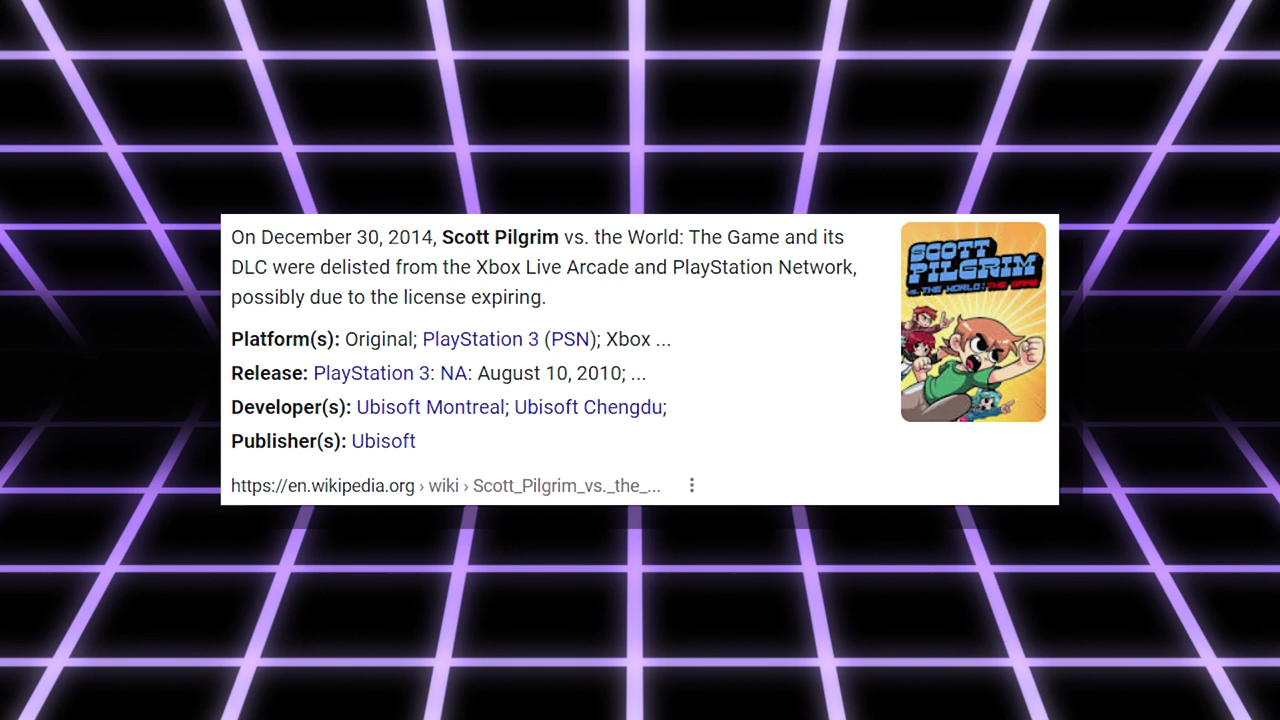 On December 30, 2014, Scott Pilgrim vs. the World: The Game and its
DLC were delisted from the Xbox Live Arcade and PlayStation Network,
possibly due to the license expiring.
Platform(s): Original; PlayStation 3 (PSN); Xbox ...
Release: PlayStation 3: NA: August 10, 2010; ...
Developer(s): Ubisoft Montreal; Ubisoft Chengdu;
Publisher(s): Ubisoft
https://en.wikipedia.org › wiki › Scott_Pilgrim_vs._the_...
SCOTT
PILGRIM
VS. THE WORLD: THE GAME